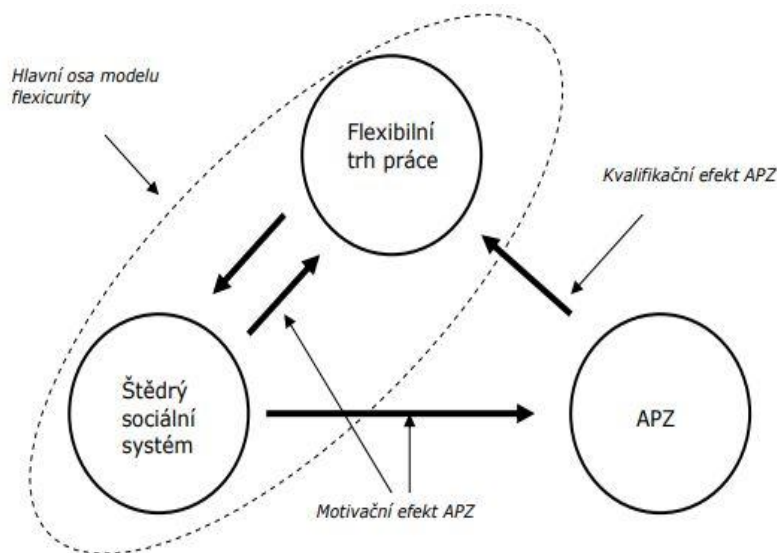 Hlavní osa modelu
flexicurity
Flexibilní
trh práce
Kvalifikační efekt APZ
Štědrý
sociální
systém
APZ
Motivační efekt APZ